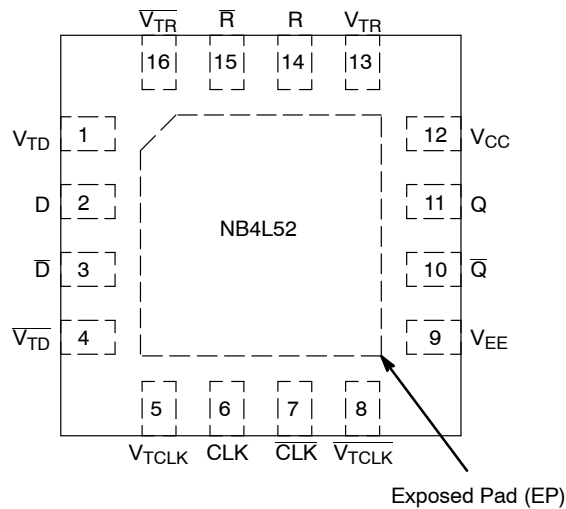 V̅T̅R̅ R̅ R VTR
16 15 14 13
VTD 1 12 VCC
D 2 11 Q
NB4L52
D̅ 3 10 Q̅
V̅T̅D̅ 4 9 VEE
5 6 7 8
VTCLK CLK C̅L̅K̅ V̅T̅C̅L̅K̅
Exposed Pad (EP)